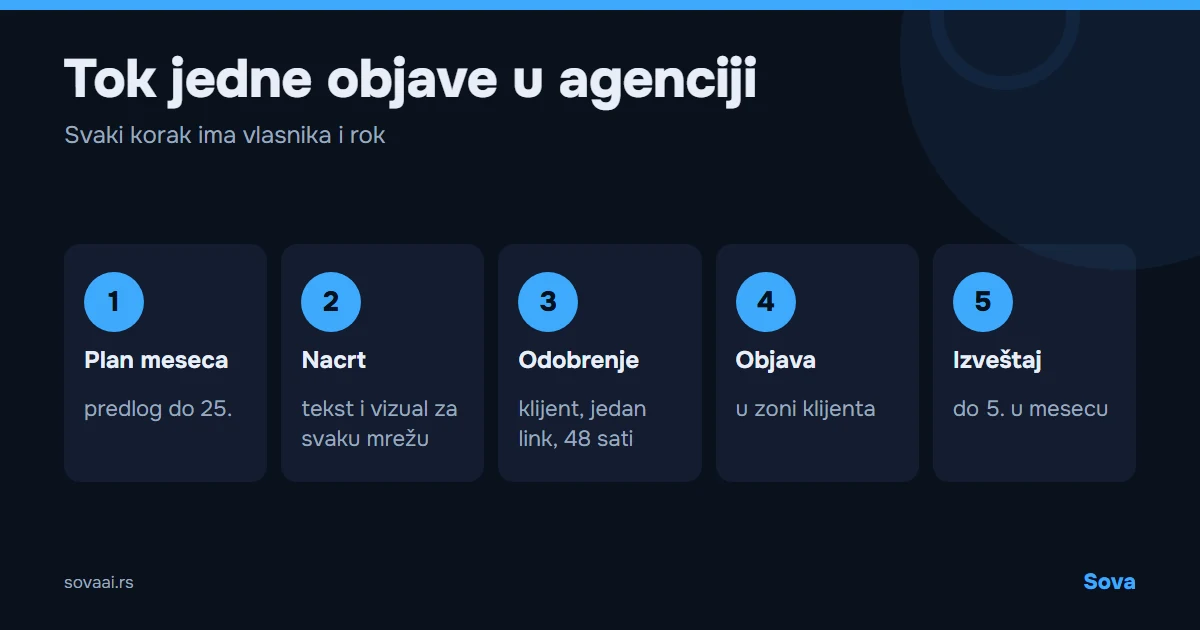 Tok jedne objave u agenciji
Svaki korak ima vlasnika i rok
1
Plan meseca
predlog do 25.
2
Nacrt
tekst i vizual za
svaku mrežu
3
Odobrenje
klijent, jedan
link, 48 sati
4
Objava
u zoni klijenta
5
Izveštaj
do 5. u mesecu
sovaai.rs
Sova